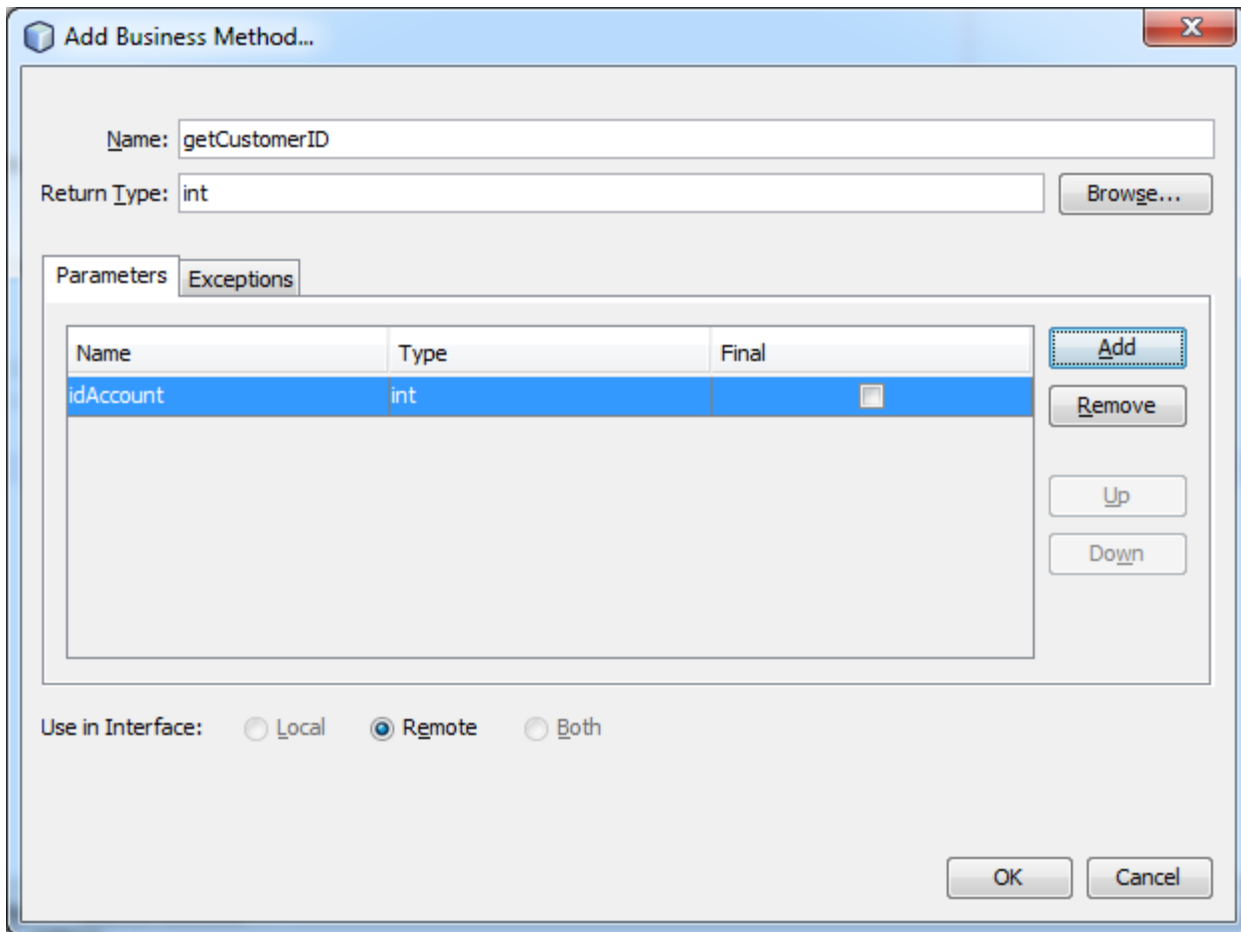 Add Business Method...
Name: getCustomerID
Return Type: int Browse...
Parameters Exceptions
Name Type Final Add
idAccount int
Remove
Up
Down
Use in Interface: Local Remote Both
OK Cancel